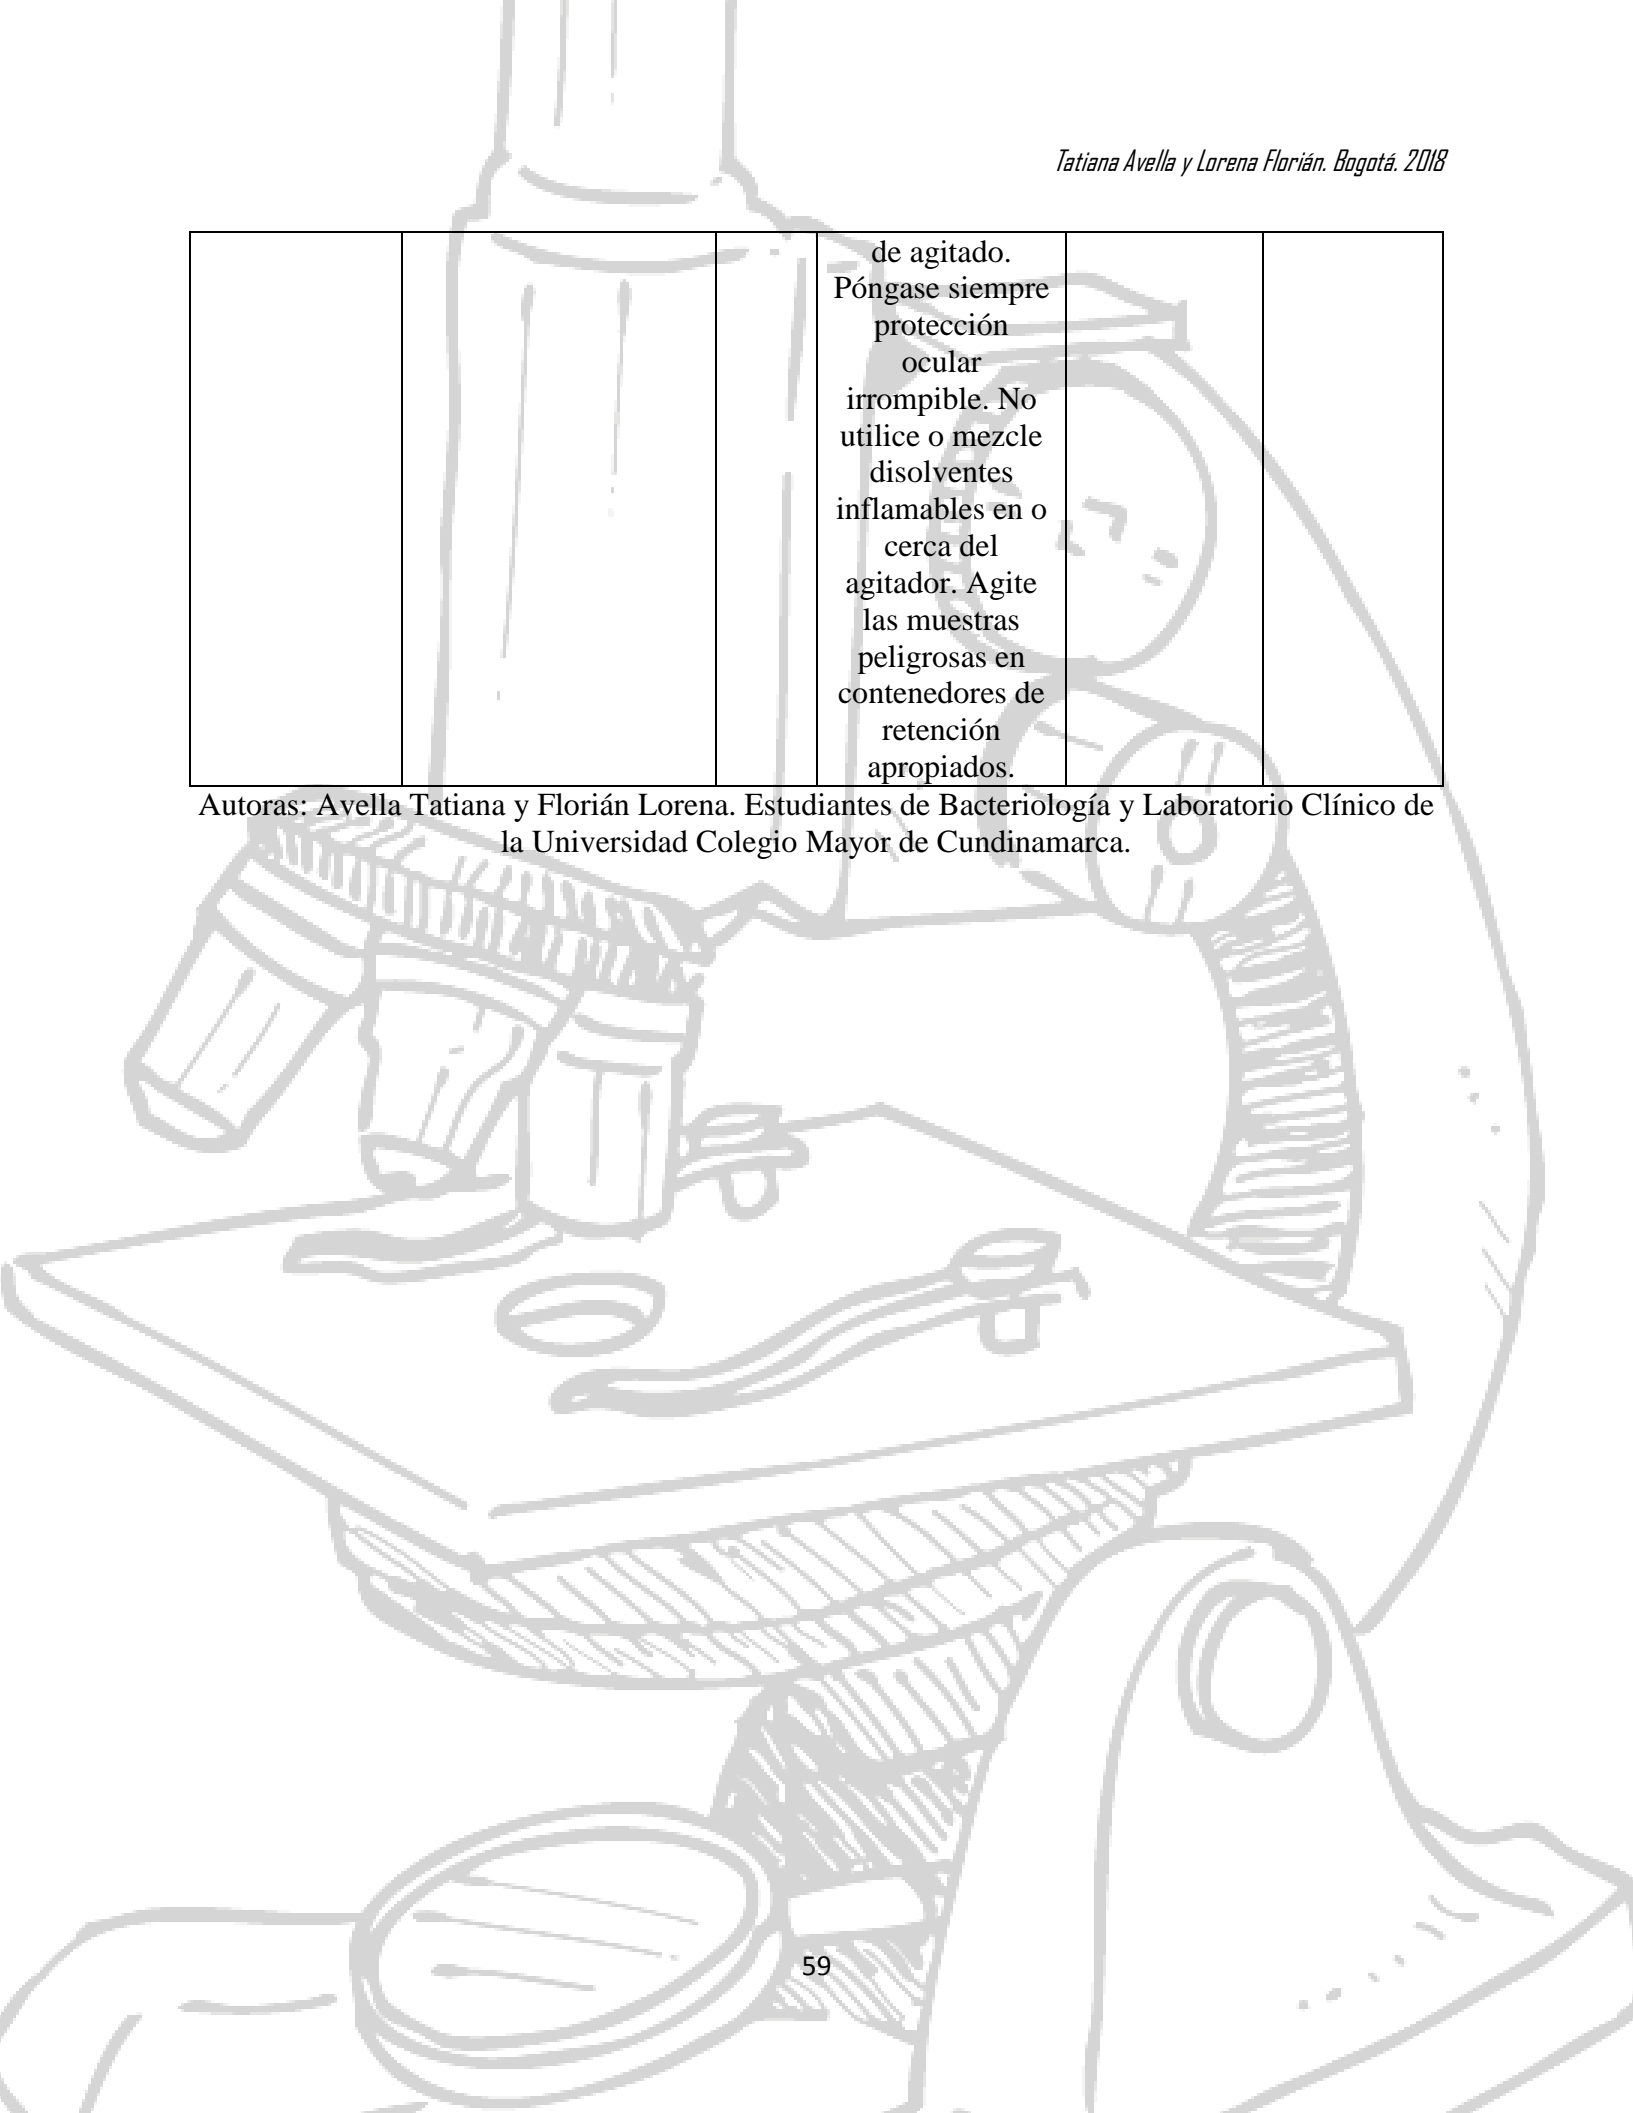 Tatiana Avella y Lorena Florián. Bogotá. 2018
de agitado.
Póngase siempre
protección
ocular
irrompible. No
utilice o mezcle
disolventes
inflamables en o
cerca del
agitador. Agite
las muestras
peligrosas en
contenedores de
retención
apropiados.
Autoras: Avella Tatiana y Florián Lorena. Estudiantes de Bacteriología y Laboratorio Clínico de
la Universidad Colegio Mayor de Cundinamarca.
59